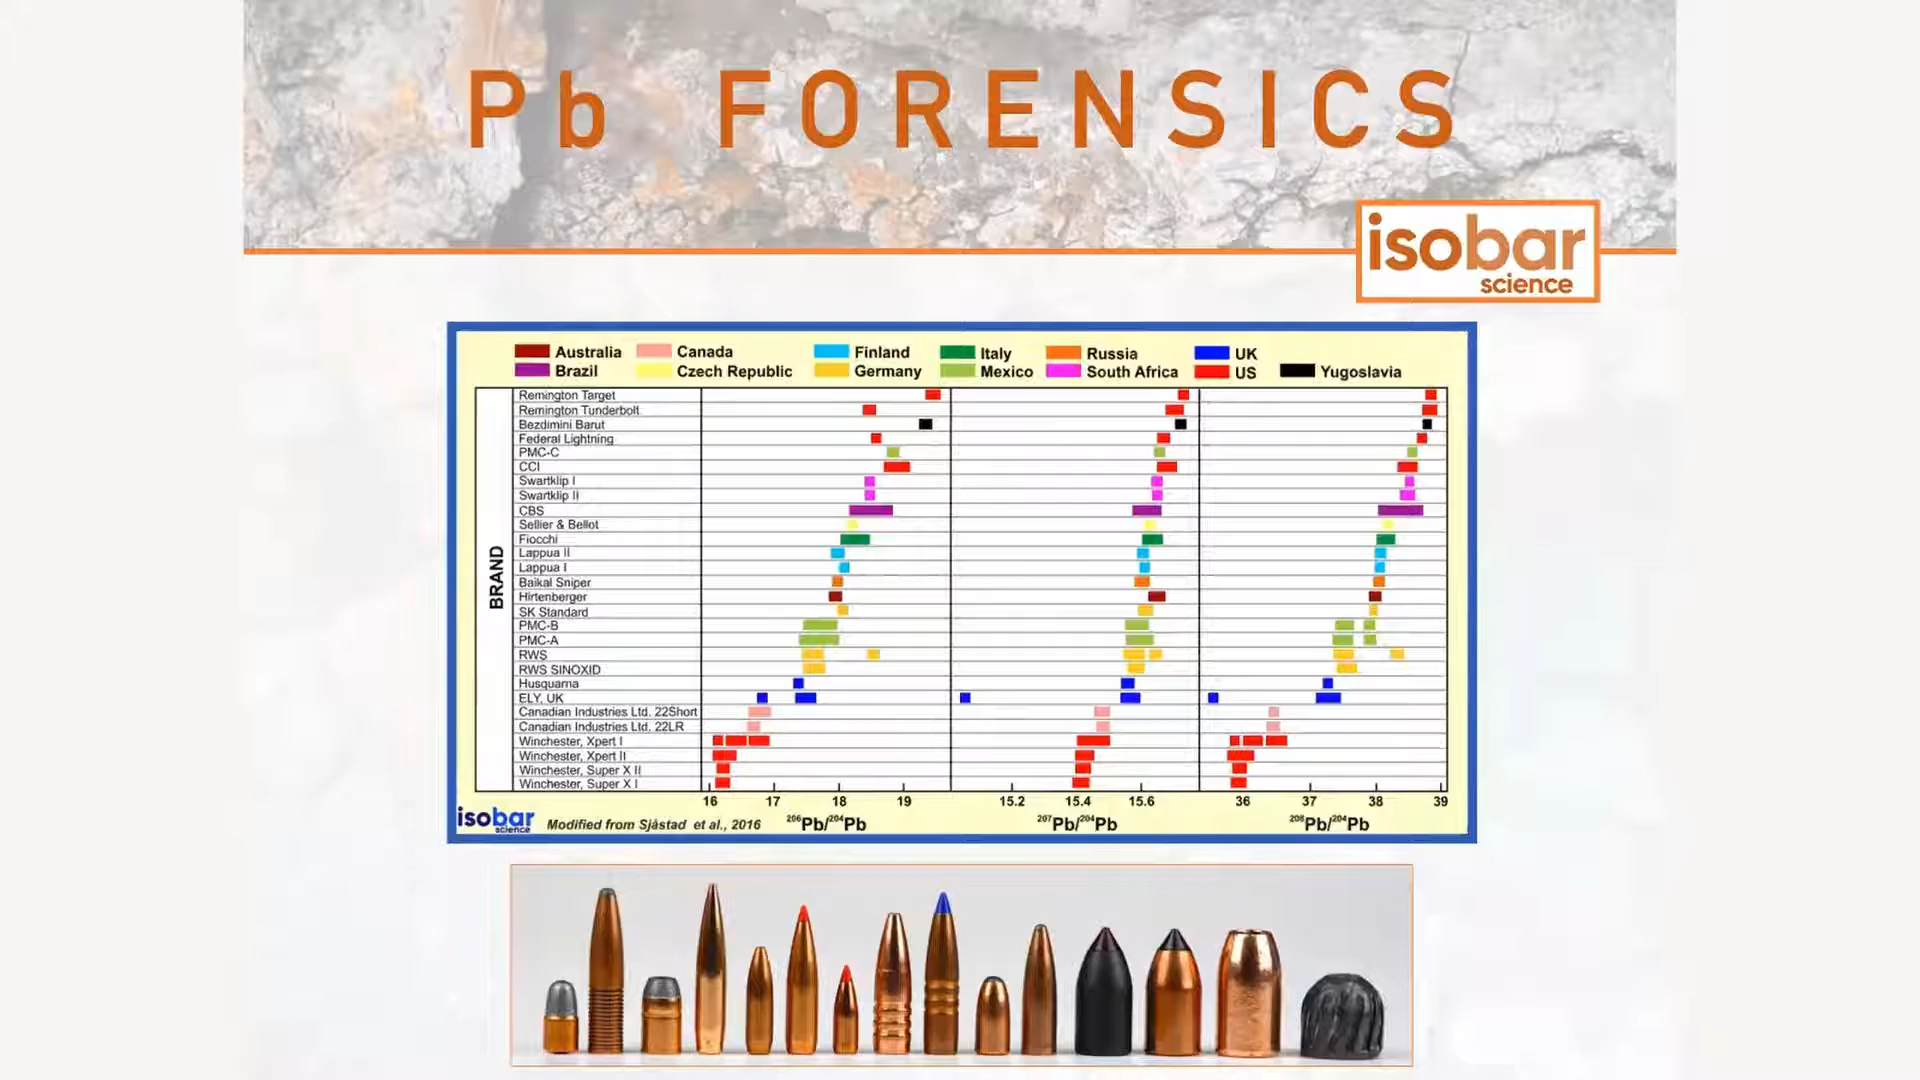 Pb FORENSICS
isobar
science
Australia Canada Finland Italy Russia UK
Brazil Czech Republic Germany Mexico South Africa US Yugoslavia
BRAND
Remington Target
Remington Tunderbolt
Bezdimini Barut
Federal Lightning
PMC-C
CCI
Swartklip I
Swartklip II
CBS
Sellier & Bellot
Fiocchi
Lappua II
Lappua I
Baikal Sniper
Hirtenberger
SK Standard
PMC-B
PMC-A
RWS
RWS SINOXID
Husquarna
ELY, UK
Canadian Industries Ltd. 22Short
Canadian Industries Ltd. 22LR
Winchester, Xpert I
Winchester, Xpert II
Winchester, Super X II
Winchester, Super X I
16 17 18 19 15.2 15.4 15.6 36 37 38 39
isobar
science
Modified from Sjåstad et al., 2016 ²⁰⁶Pb/²⁰⁴Pb ²⁰⁷Pb/²⁰⁴Pb ²⁰⁸Pb/²⁰⁴Pb